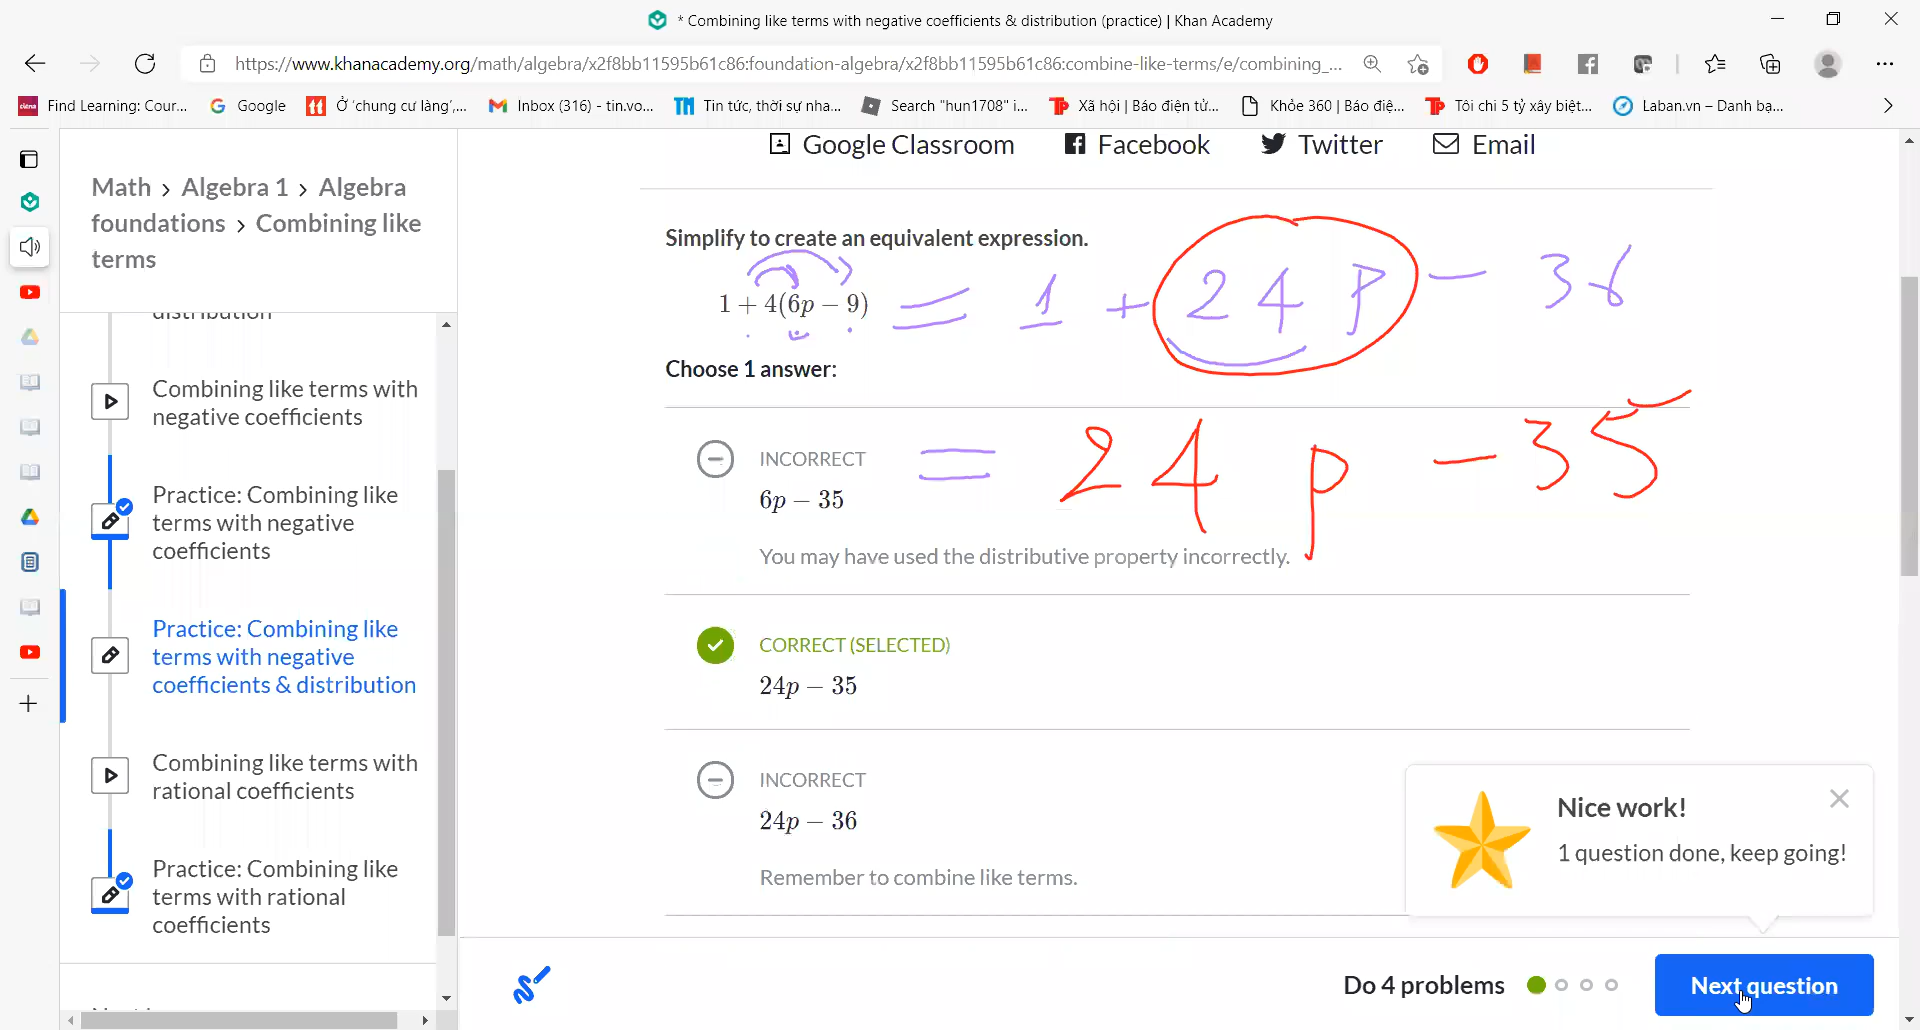 * Combining like terms with negative coefficients & distribution (practice) | Khan Academy
https://www.khanacademy.org/math/algebra/x2f8bb11595b61c86:foundation-algebra/x2f8bb11595b61c86:combine-like-terms/e/combining_...
Find Learning: Cour...
Google
Ở 'chung cư làng',...
Inbox (316) - tin.vo...
Tin tức, thời sự nha...
Search "hun1708" i...
Xã hội | Báo điện tử...
Khỏe 360 | Báo điệ...
Tôi chi 5 tỷ xây biệt...
Laban.vn – Danh bạ...
Google Classroom
Facebook
Twitter
Email
Math > Algebra 1 > Algebra
foundations > Combining like
terms
distribution
Combining like terms with
negative coefficients
Practice: Combining like
terms with negative
coefficients
Practice: Combining like
terms with negative
coefficients & distribution
Combining like terms with
rational coefficients
Practice: Combining like
terms with rational
coefficients
Simplify to create an equivalent expression.
1 + 4(6p − 9) = 1 + 24P − 36
Choose 1 answer:
= 24p − 35
INCORRECT
6p − 35
You may have used the distributive property incorrectly.
CORRECT (SELECTED)
24p − 35
INCORRECT
24p − 36
Remember to combine like terms.
Nice work!
1 question done, keep going!
Do 4 problems
Next question